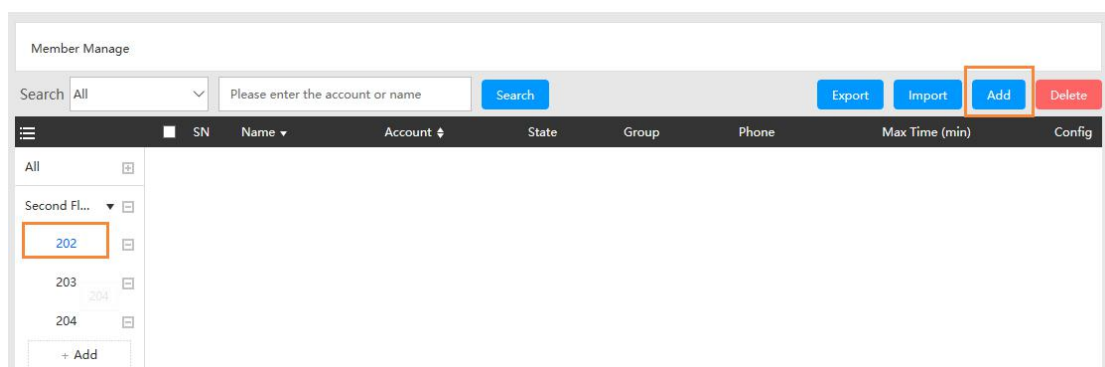 Member Manage
Search All Please enter the account or name Search Export Import Add Delete
SN Name Account State Group Phone Max Time (min) Config
All
Second Fl...
202
203
204
204
+ Add